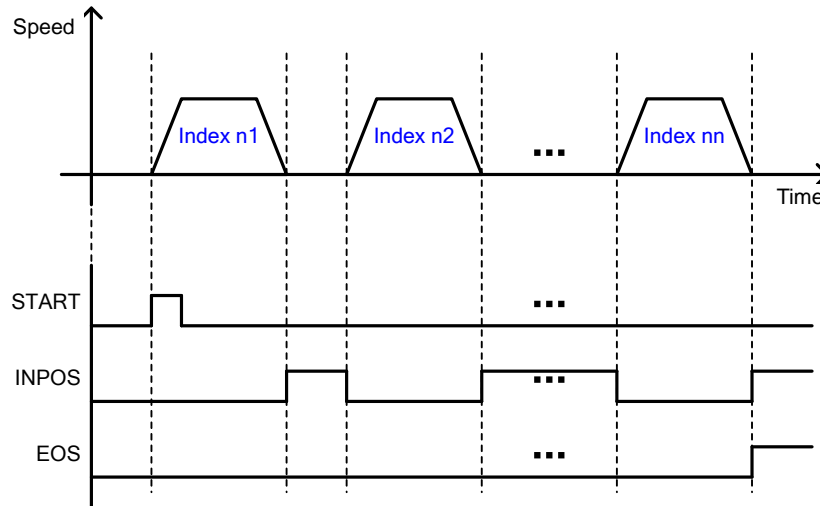 Speed
Index n1
Index n2
...
Index nn
Time
START
...
INPOS
...
EOS
...